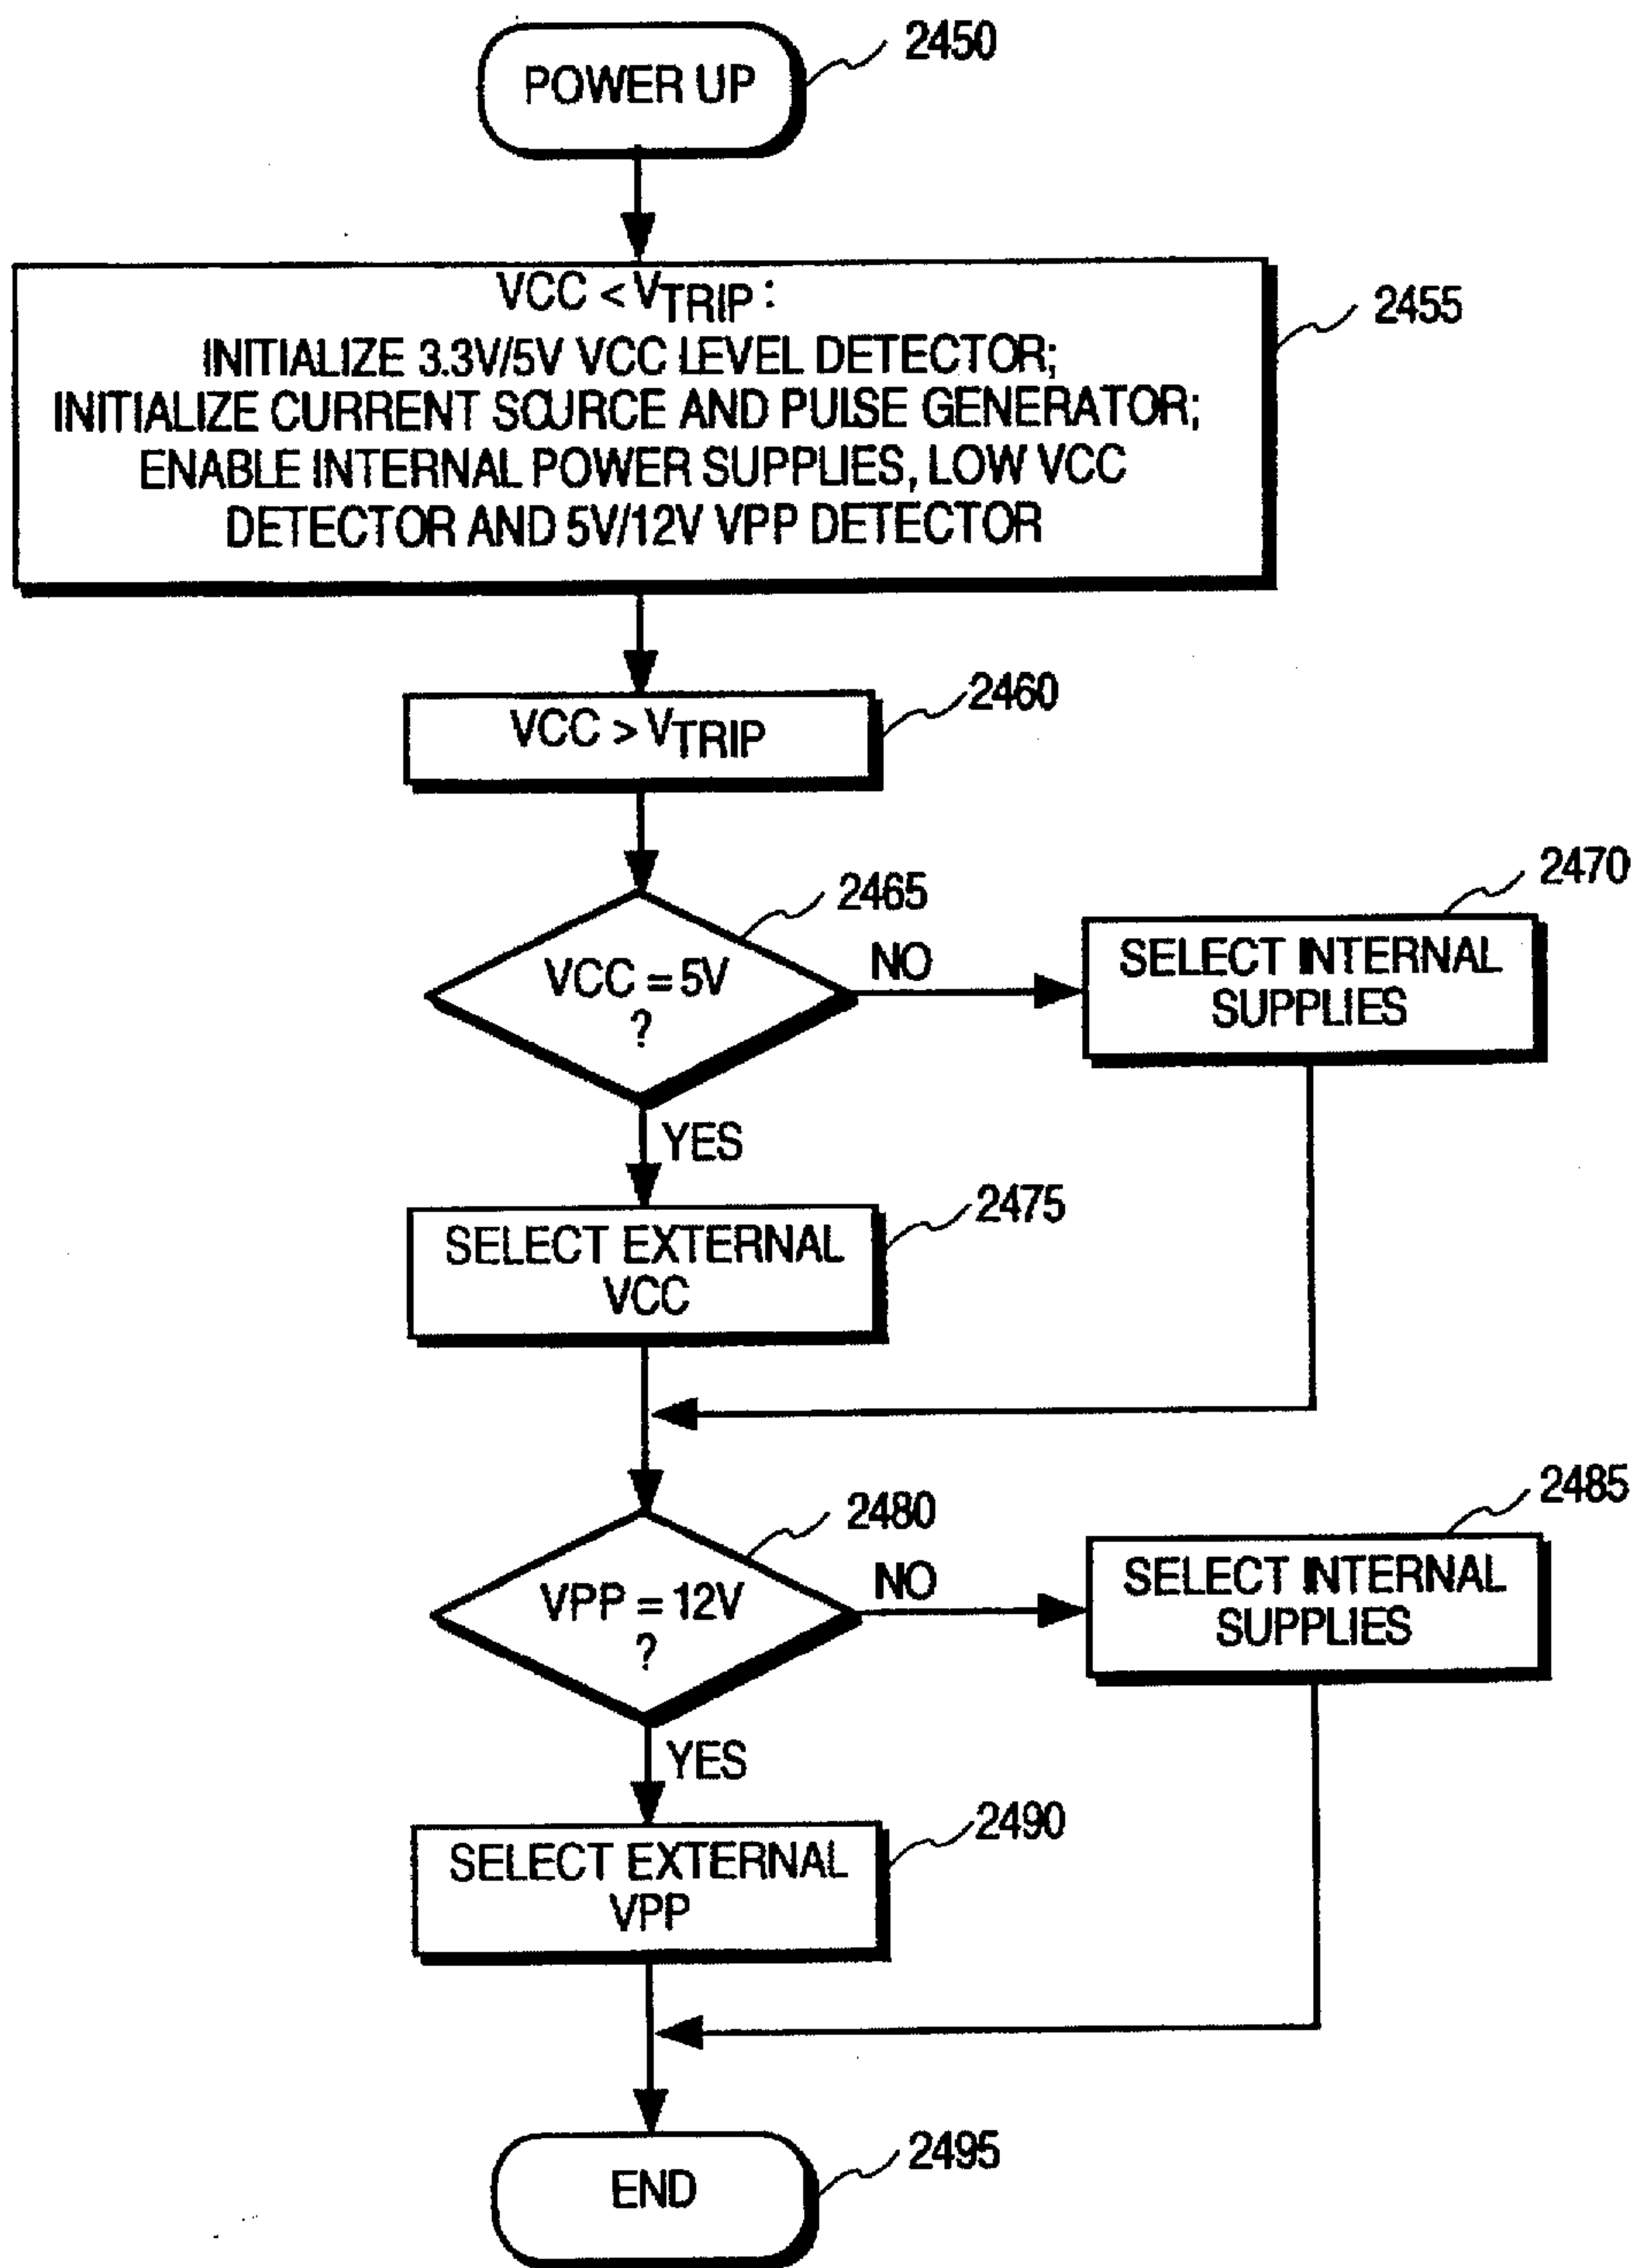 POWER UP
2450
VCC < VTRIP :
INITIALIZE 3.3V/5V VCC LEVEL DETECTOR;
INITIALIZE CURRENT SOURCE AND PULSE GENERATOR;
ENABLE INTERNAL POWER SUPPLIES, LOW VCC
DETECTOR AND 5V/12V VPP DETECTOR
2455
VCC > VTRIP
2460
VCC = 5V
?
2465
NO
SELECT INTERNAL
SUPPLIES
2470
YES
SELECT EXTERNAL
VCC
2475
VPP = 12V
?
2480
NO
SELECT INTERNAL
SUPPLIES
2485
YES
SELECT EXTERNAL
VPP
2490
END
2495